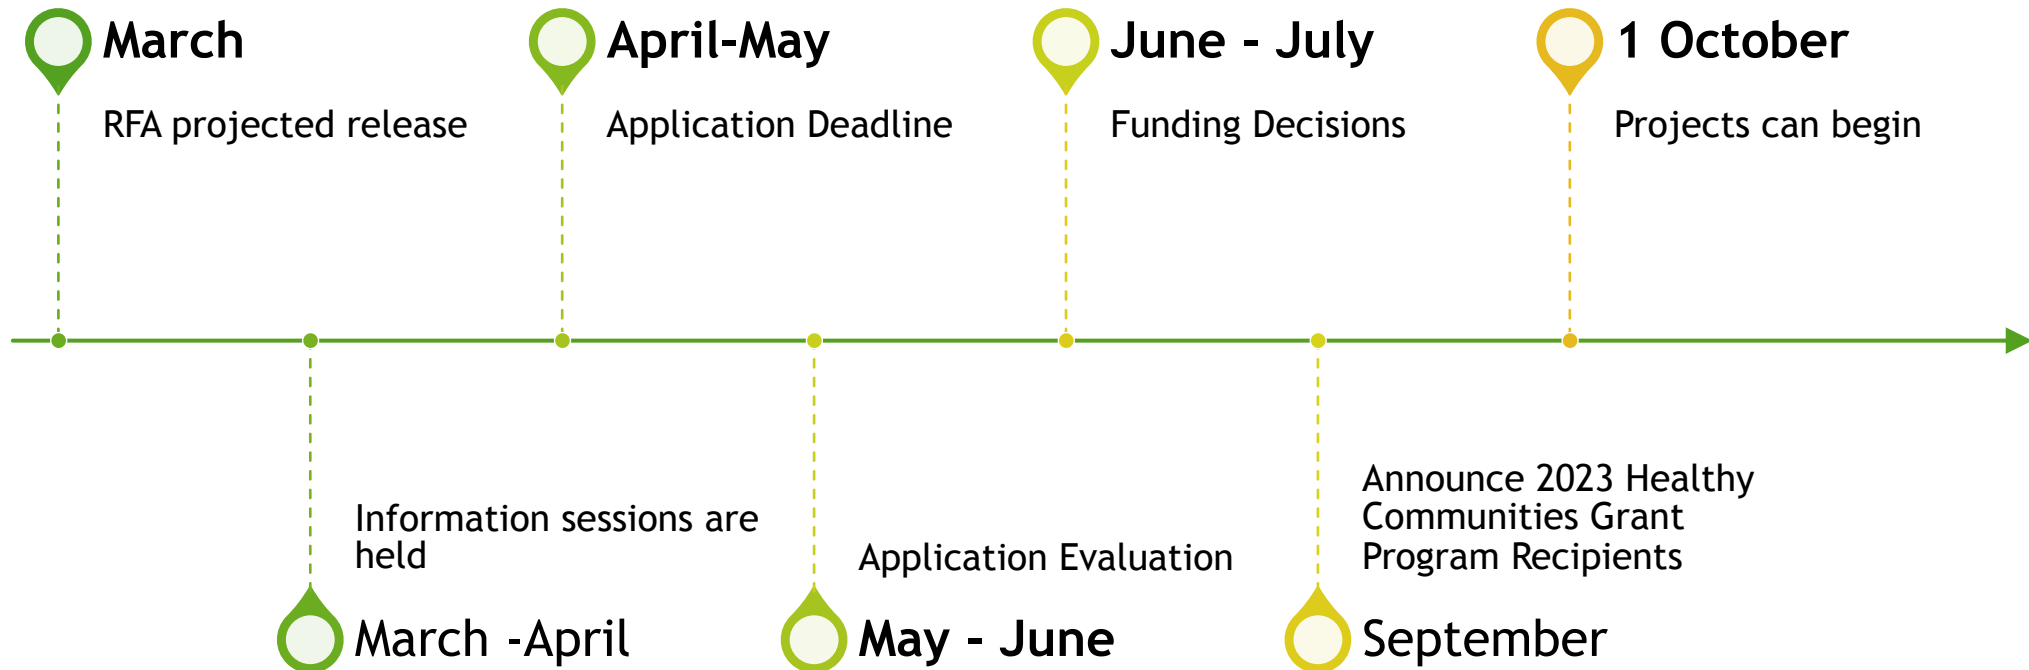 March
RFA projected release
April-May
Application Deadline
June - July
Funding Decisions
1 October
Projects can begin
Information sessions are
held
March -April
Application Evaluation
May - June
Announce 2023 Healthy
Communities Grant
Program Recipients
September